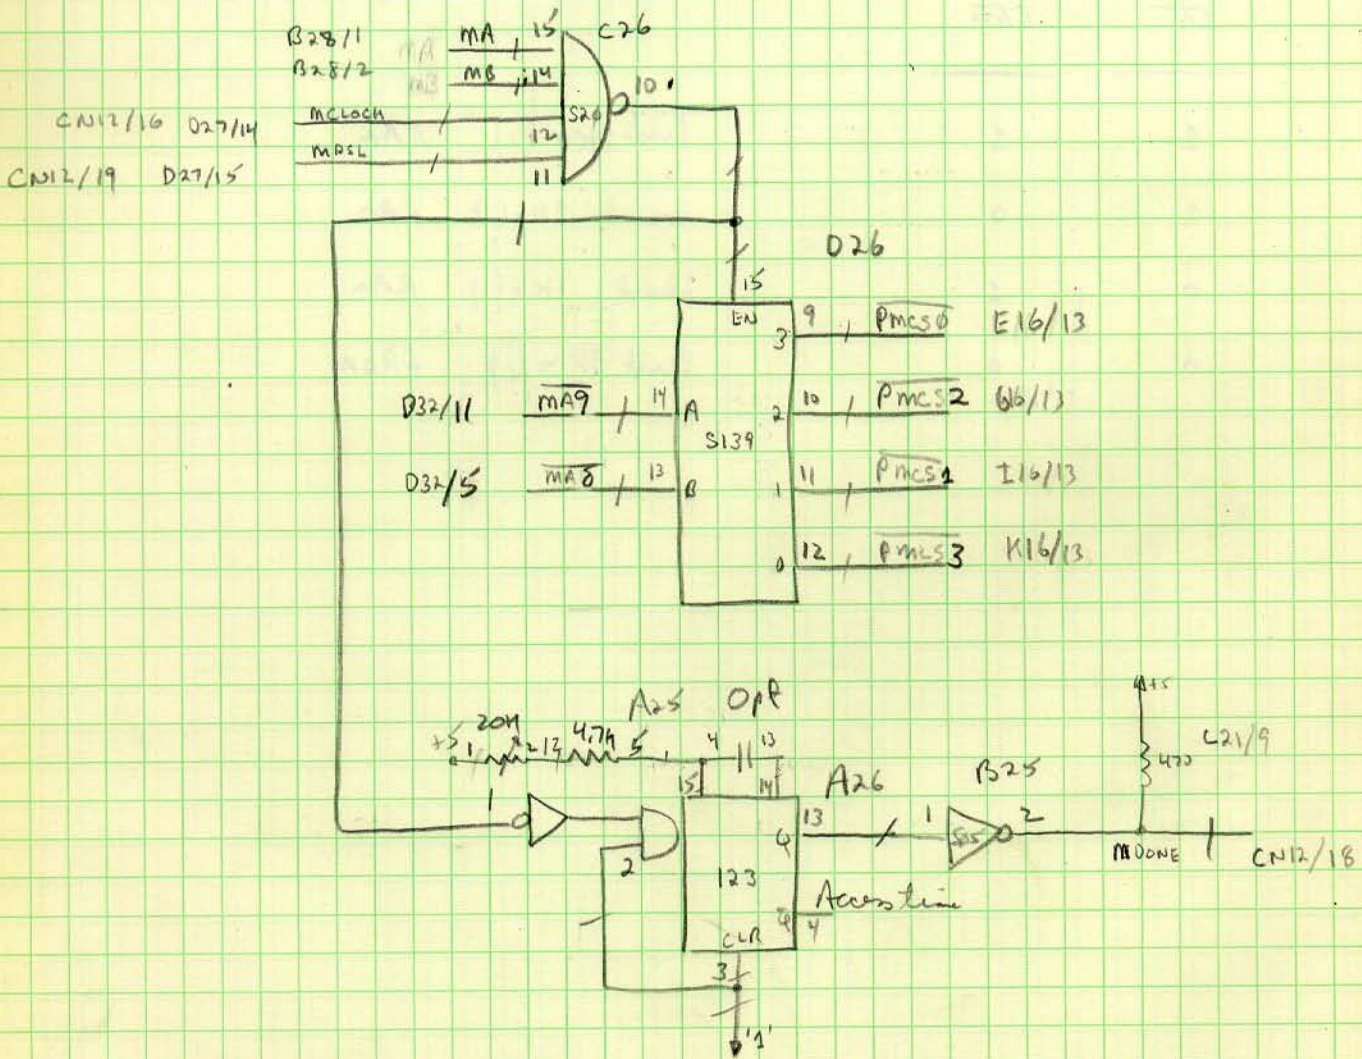 B28/1 MA 15 C26
B28/2 MB 14 10
CN12/16 D27/14 MCLOCK 12 S20
CN12/19 D27/15 MRSL 11
D26
15
EN
3 9 PMCS0 E16/13
D32/11 MA9 14 A 2 10 PMCS2 G16/13
S139
D32/5 MA8 13 B 1 11 PMCS1 I16/13
0 12 PMCS3 K16/13
A25 Opf
+5 1 20K 2 12 4.7K 5 4 13
+5
470 C21/9
15 14 A26 B25
1 Q 13 1 S05 2
2 123 MDONE CN12/18
Access time
Q 4
CLR
3
'1'